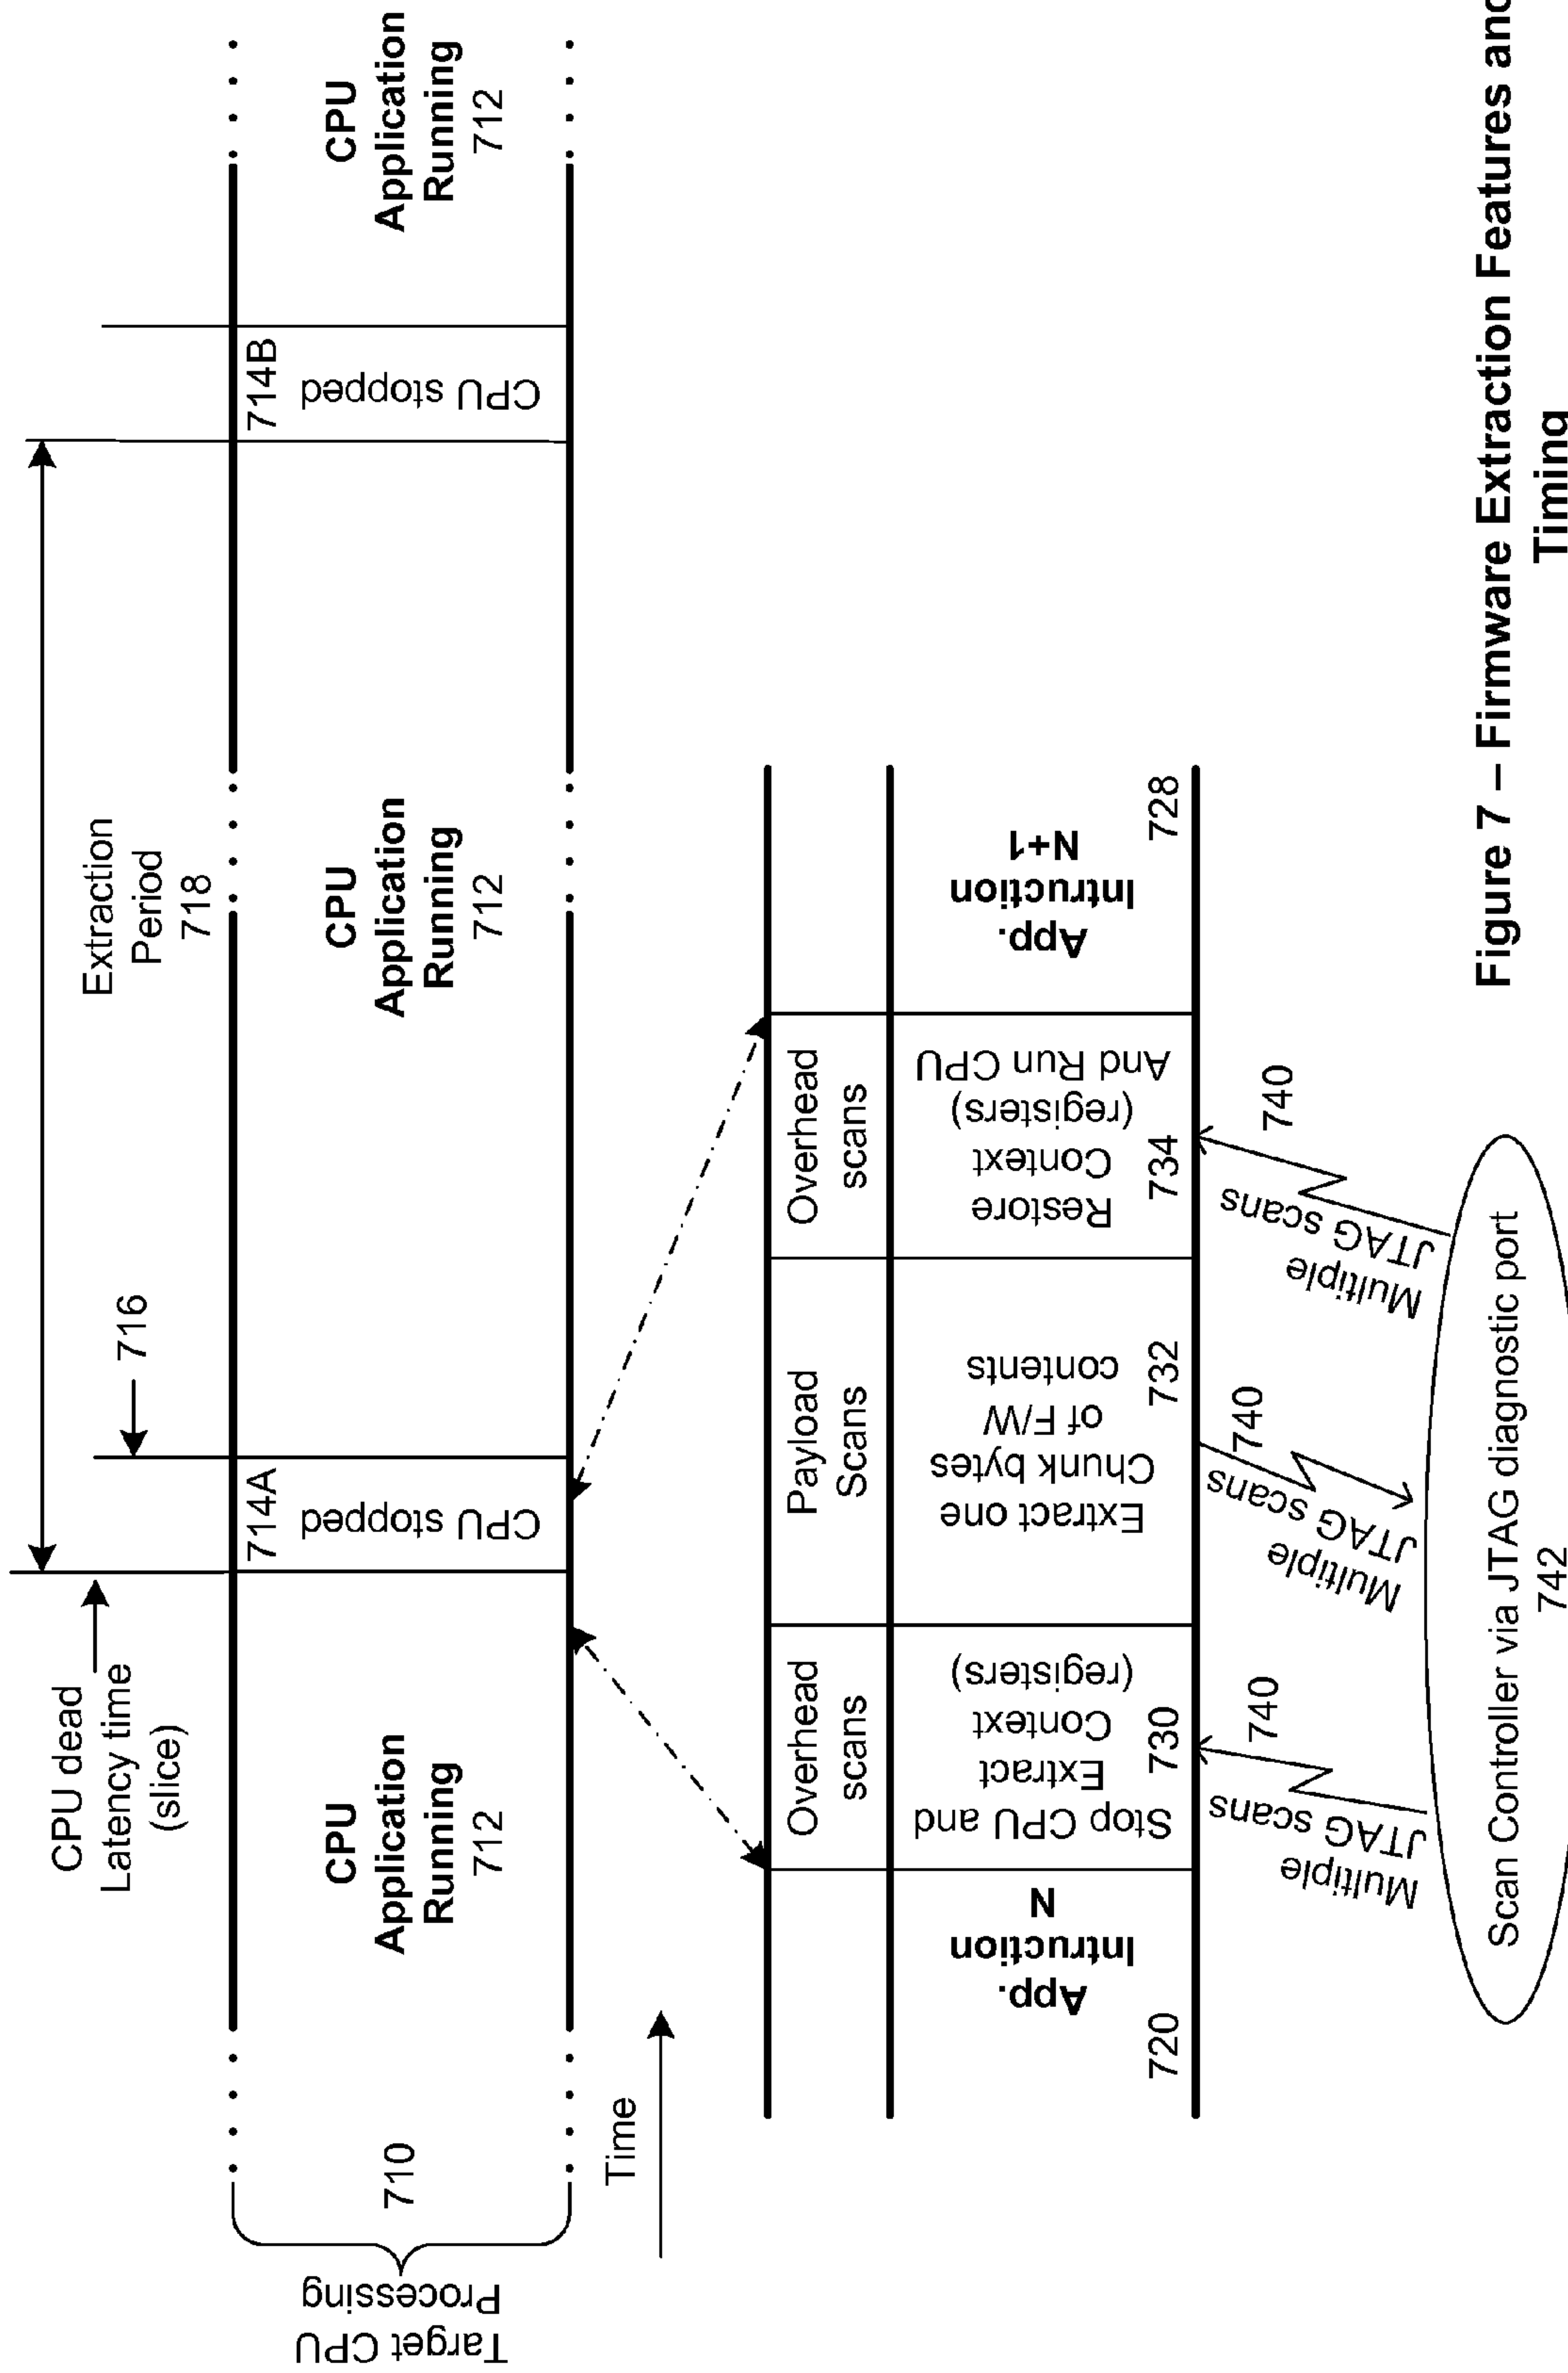 CPU dead
Latency time
(slice)
716
Extraction
Period
718
Target CPU
Processing
710
CPU
Application
Running
712
714A
CPU stopped
CPU
Application
Running
712
714B
CPU stopped
CPU
Application
Running
712
Time
Overhead
scans
Payload
Scans
Overhead
scans
App.
Intruction
N
720
Stop CPU and
Extract
Context
(registers)
730
Extract one
Chunk bytes
of F/W
contents
732
Restore
Context
(registers)
And Run CPU
734
App.
Intruction
N+1
728
Multiple
JTAG scans
740
Multiple
JTAG scans
740
Multiple
JTAG scans
740
Scan Controller via JTAG diagnostic port
742
Figure 7 – Firmware Extraction Features and
Timing